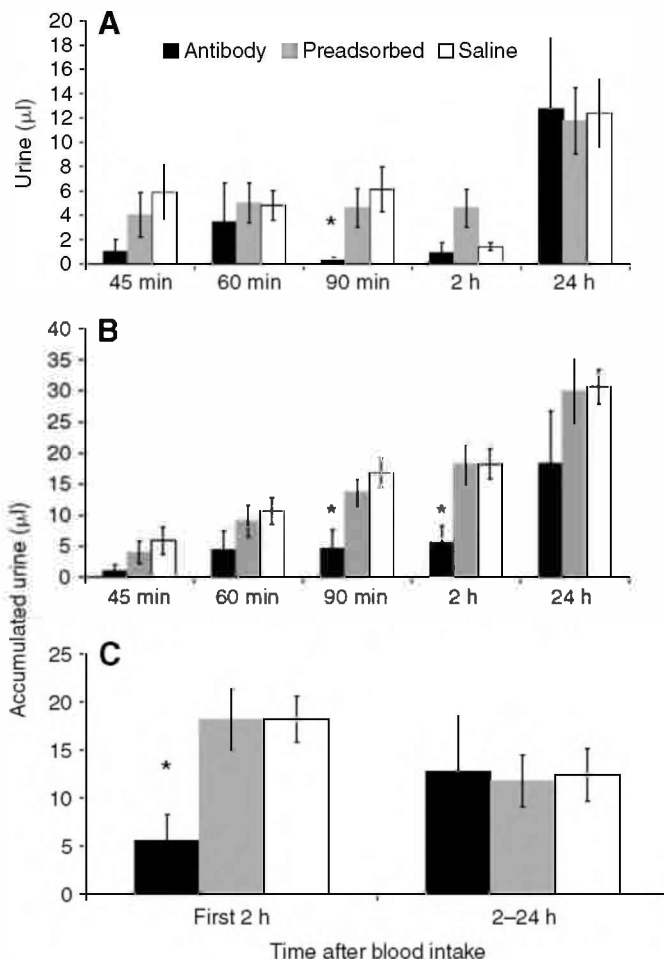 A
Antibody Preadsorbed Saline
Urine (μl)
20
18
16
14
12
10
8
6
4
2
0
*
45 min 60 min 90 min 2 h 24 h
B
Accumulated urine (μl)
40
35
30
25
20
15
10
5
0
* *
45 min 60 min 90 min 2 h 24 h
C
25
20
15
10
5
0
*
First 2 h 2–24 h
Time after blood intake